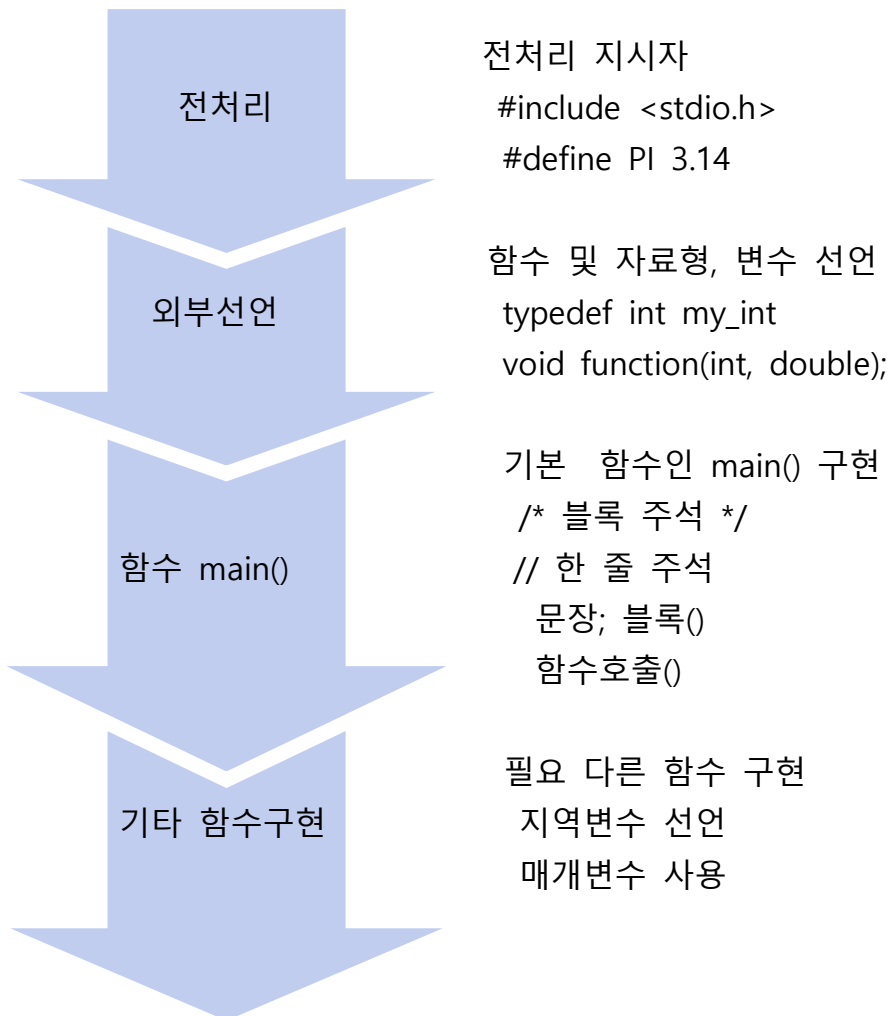 전처리
전처리 지시자
#include <stdio.h>
#define PI 3.14
외부선언
함수 및 자료형, 변수 선언
typedef int my_int
void function(int, double);
함수 main()
기본 함수인 main() 구현
/* 블록 주석 */
// 한 줄 주석
문장; 블록()
함수호출()
기타 함수구현
필요 다른 함수 구현
지역변수 선언
매개변수 사용